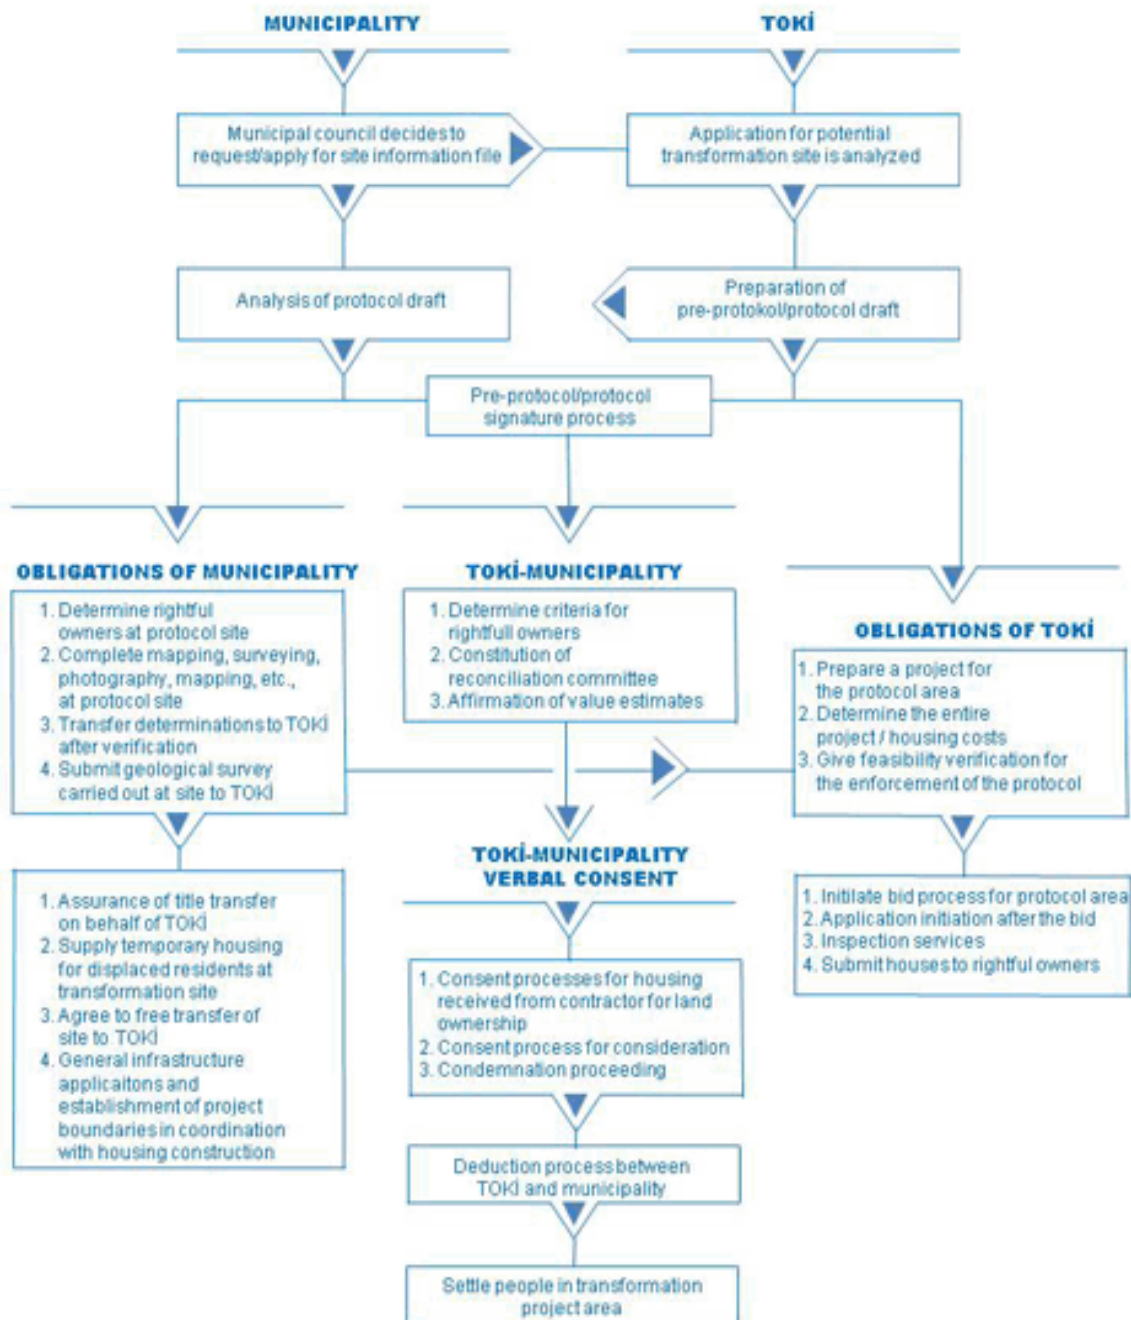 MUNICIPALITY
TOKİ
Municipal council decides to
request/apply for site information file
Application for potential
transformation site is analyzed
Analysis of protocol draft
Preparation of
pre-protokol/protocol draft
Pre-protocol/protocol
signature process
OBLIGATIONS OF MUNICIPALITY
1. Determine rightful
owners at protocol site
2. Complete mapping, surveying,
photography, mapping, etc.,
at protocol site
3. Transfer determinations to TOKİ
after verification
4. Submit geological survey
carried out at site to TOKİ
1. Assurance of title transfer
on behalf of TOKİ
2. Supply temporary housing
for displaced residents at
transformation site
3. Agree to free transfer of
site to TOKİ
4. General infrastructure
applicaitons and
establishment of project
boundaries in coordination
with housing construction
TOKİ-MUNICIPALITY
1. Determine criteria for
rightfull owners
2. Constitution of
reconciliation committee
3. Affirmation of value estimates
TOKİ-MUNICIPALITY
VERBAL CONSENT
1. Consent processes for housing
received from contractor for land
ownership
2. Consent process for consideration
3. Condemnation proceeding
Deduction process between
TOKİ and municipality
Settle people in transformation
project area
OBLIGATIONS OF TOKİ
1. Prepare a project for
the protocol area
2. Determine the entire
project / housing costs
3. Give feasibility verification for
the enforcement of the protocol
1. Initilate bid process for protocol area
2. Application initiation after the bid
3. Inspection services
4. Submit houses to rightful owners